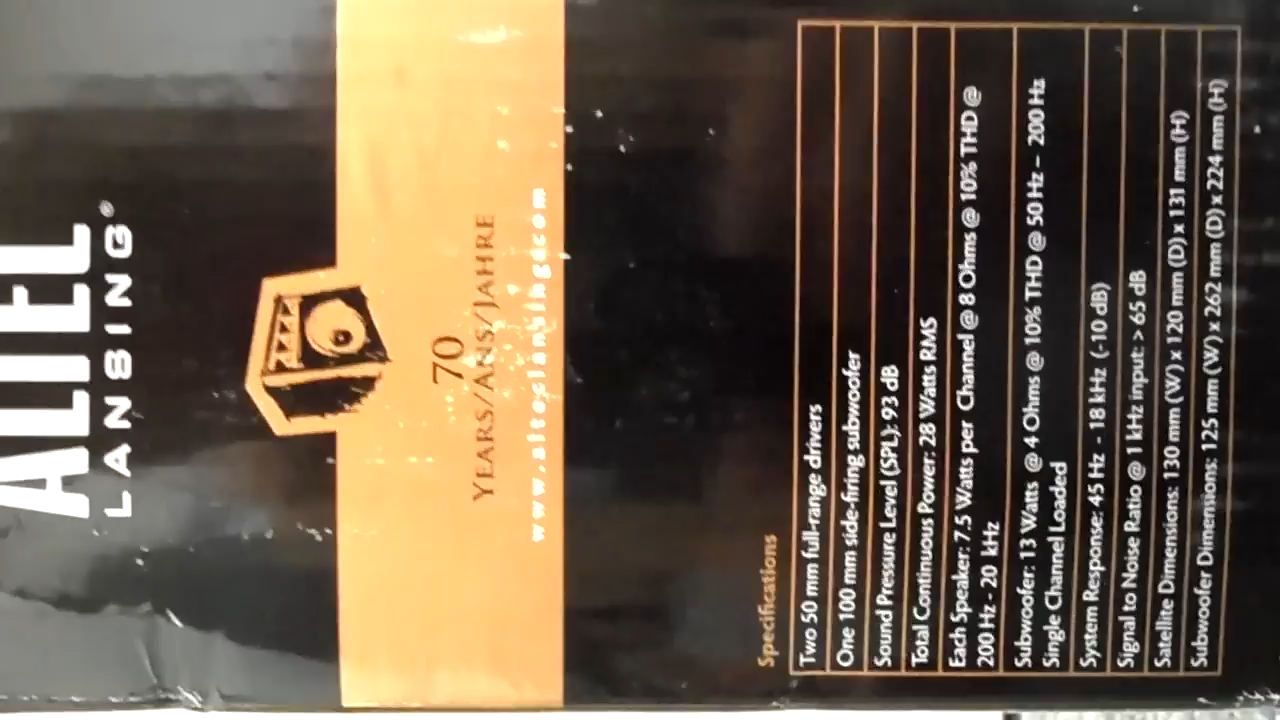 ALTEC
LANSING®
70
YEARS/ANS/JAHRE
www.alteclansing.com
Specifications
Two 50 mm full-range drivers
One 100 mm side-firing subwoofer
Sound Pressure Level (SPL): 93 dB
Total Continuous Power: 28 Watts RMS
Each Speaker: 7.5 Watts per Channel @ 8 Ohms @ 10% THD @
200 Hz - 20 kHz
Subwoofer: 13 Watts @ 4 Ohms @ 10% THD @ 50 Hz – 200 Hz
Single Channel Loaded
System Response: 45 Hz - 18 kHz (-10 dB)
Signal to Noise Ratio @ 1 kHz input: > 65 dB
Satellite Dimensions: 130 mm (W) x 120 mm (D) x 131 mm (H)
Subwoofer Dimensions: 125 mm (W) x 262 mm (D) x 224 mm (H)